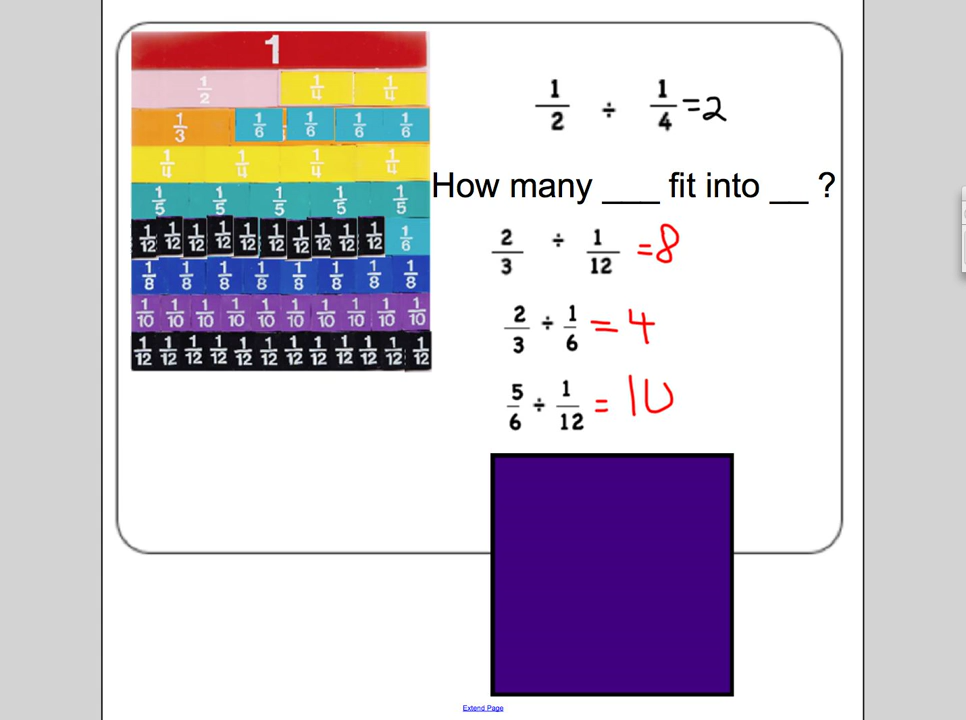 1
1/2 1/4 1/4
1/3 1/6 1/6 1/6 1/6
1/4 1/4 1/4 1/4
1/5 1/5 1/5 1/5 1/5
1/12 1/12 1/12 1/12 1/12 1/12 1/12 1/12 1/12 1/12 1/6
1/8 1/8 1/8 1/8 1/8 1/8 1/8 1/8
1/10 1/10 1/10 1/10 1/10 1/10 1/10 1/10 1/10 1/10
1/12 1/12 1/12 1/12 1/12 1/12 1/12 1/12 1/12 1/12 1/12 1/12
1/2 ÷ 1/4 =2
How many ___ fit into __ ?
2/3 ÷ 1/12 =8
2/3 ÷ 1/6 = 4
5/6 ÷ 1/12 = 10
Extend Page